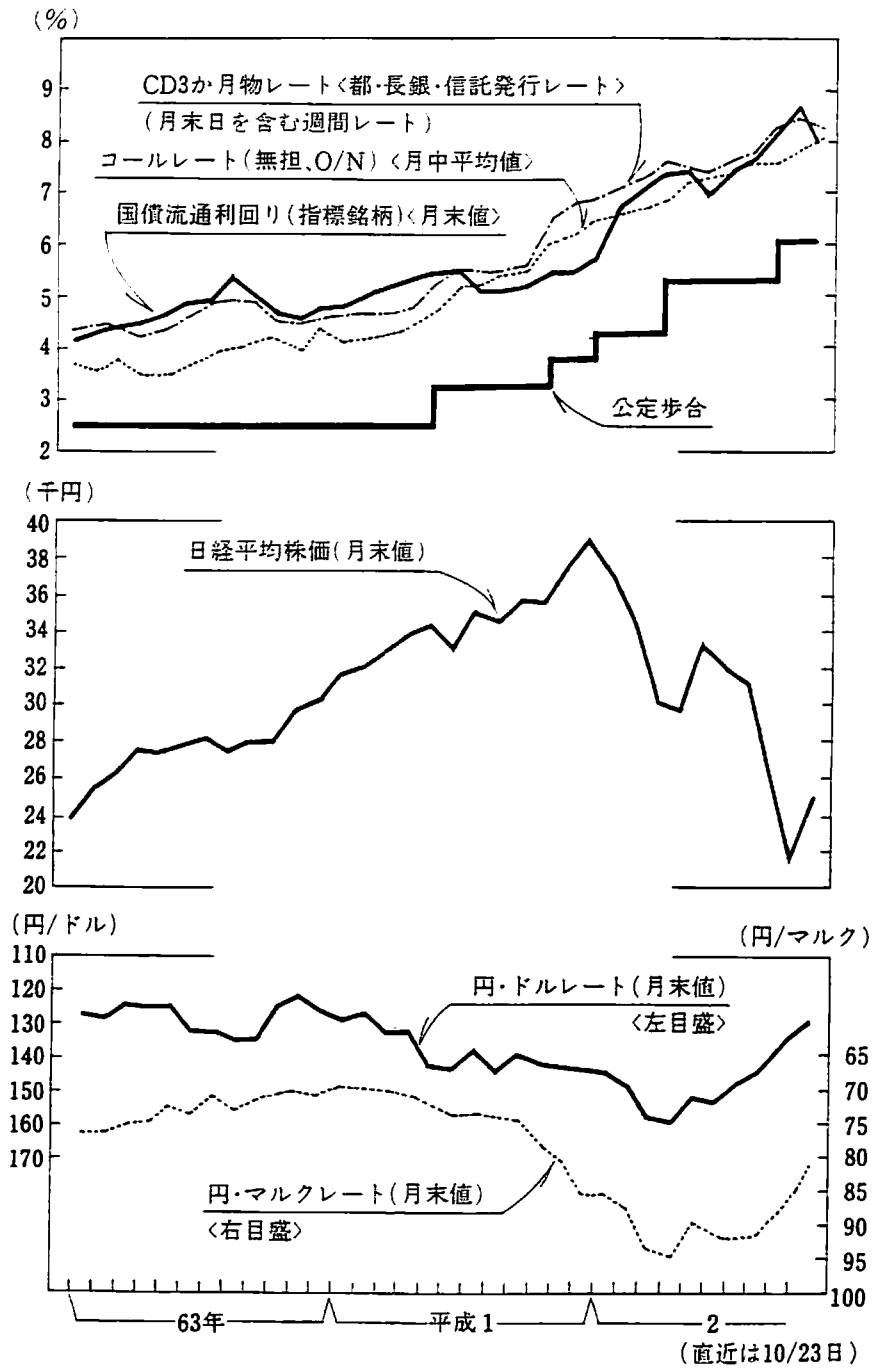 (%)
9
8
7
6
5
4
3
2
CD3か月物レート<都・長銀・信託発行レート>
(月末日を含む週間レート)
コールレート(無担、O/N)<月中平均値>
国債流通利回り(指標銘柄)<月末値>
公定歩合
(千円)
40
38
36
34
32
30
28
26
24
22
20
日経平均株価(月末値)
(円/ドル)
110
120
130
140
150
160
170
(円/マルク)
65
70
75
80
85
90
95
100
円・ドルレート(月末値)
<左目盛>
円・マルクレート(月末値)
<右目盛>
63年
平成1
2
(直近は10/23日)